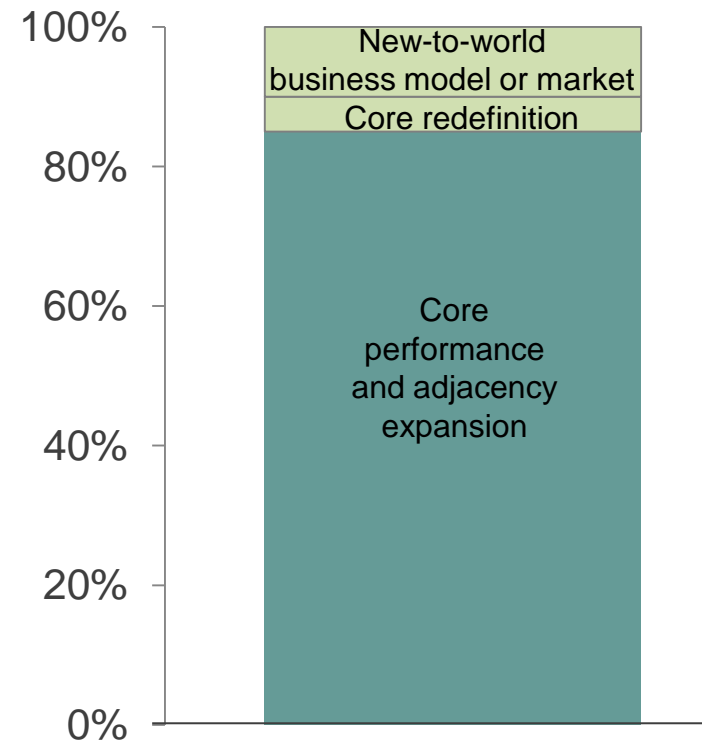 100%
New-to-world
business model or market
Core redefinition
80%
60%
Core
performance
and adjacency
expansion
40%
20%
0%